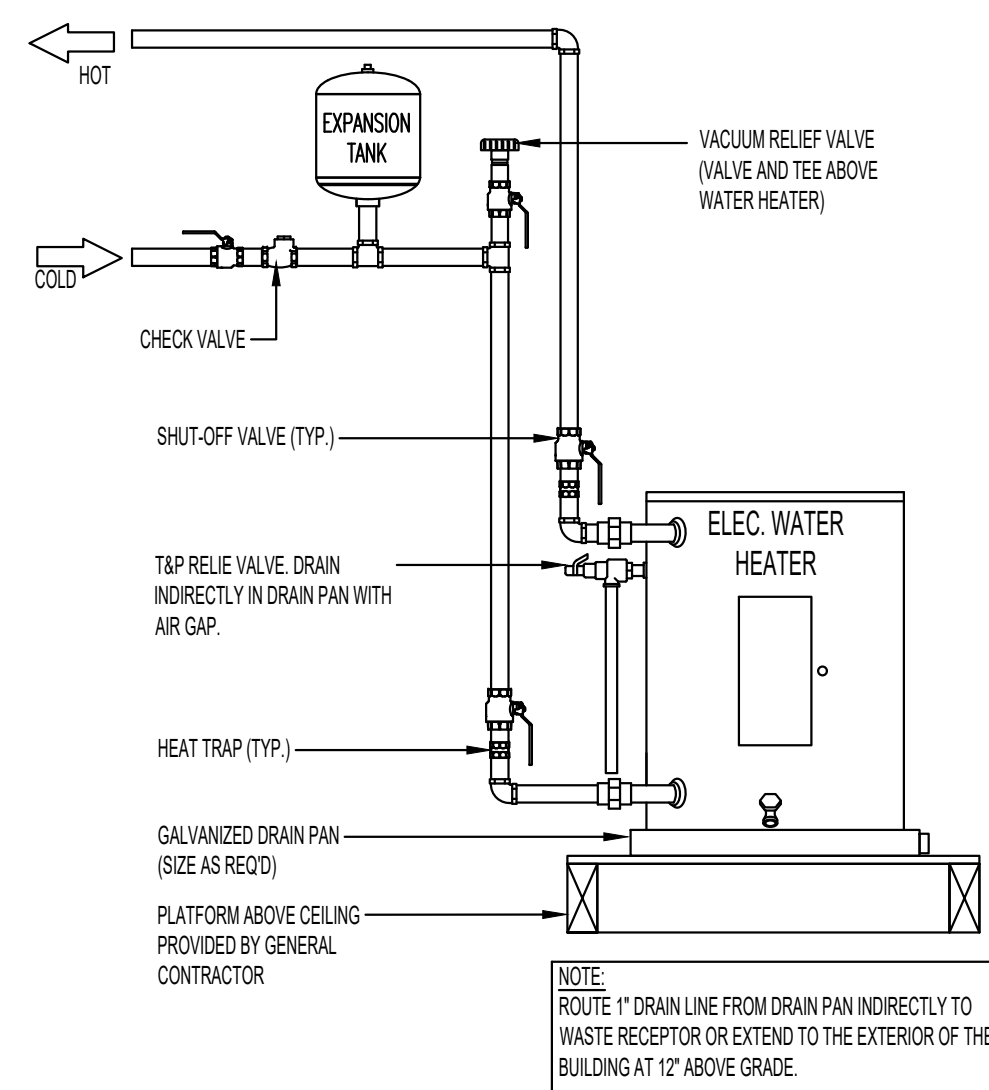 HOT
EXPANSION
TANK
VACUUM RELIEF VALVE
(VALVE AND TEE ABOVE
WATER HEATER)
COLD
CHECK VALVE
SHUT-OFF VALVE (TYP.)
ELEC. WATER
HEATER
T&P RELIE VALVE. DRAIN
INDIRECTLY IN DRAIN PAN WITH
AIR GAP.
HEAT TRAP (TYP.)
GALVANIZED DRAIN PAN
(SIZE AS REQ'D)
PLATFORM ABOVE CEILING
PROVIDED BY GENERAL
CONTRACTOR
NOTE:
ROUTE 1" DRAIN LINE FROM DRAIN PAN INDIRECTLY TO
WASTE RECEPTOR OR EXTEND TO THE EXTERIOR OF THE
BUILDING AT 12" ABOVE GRADE.